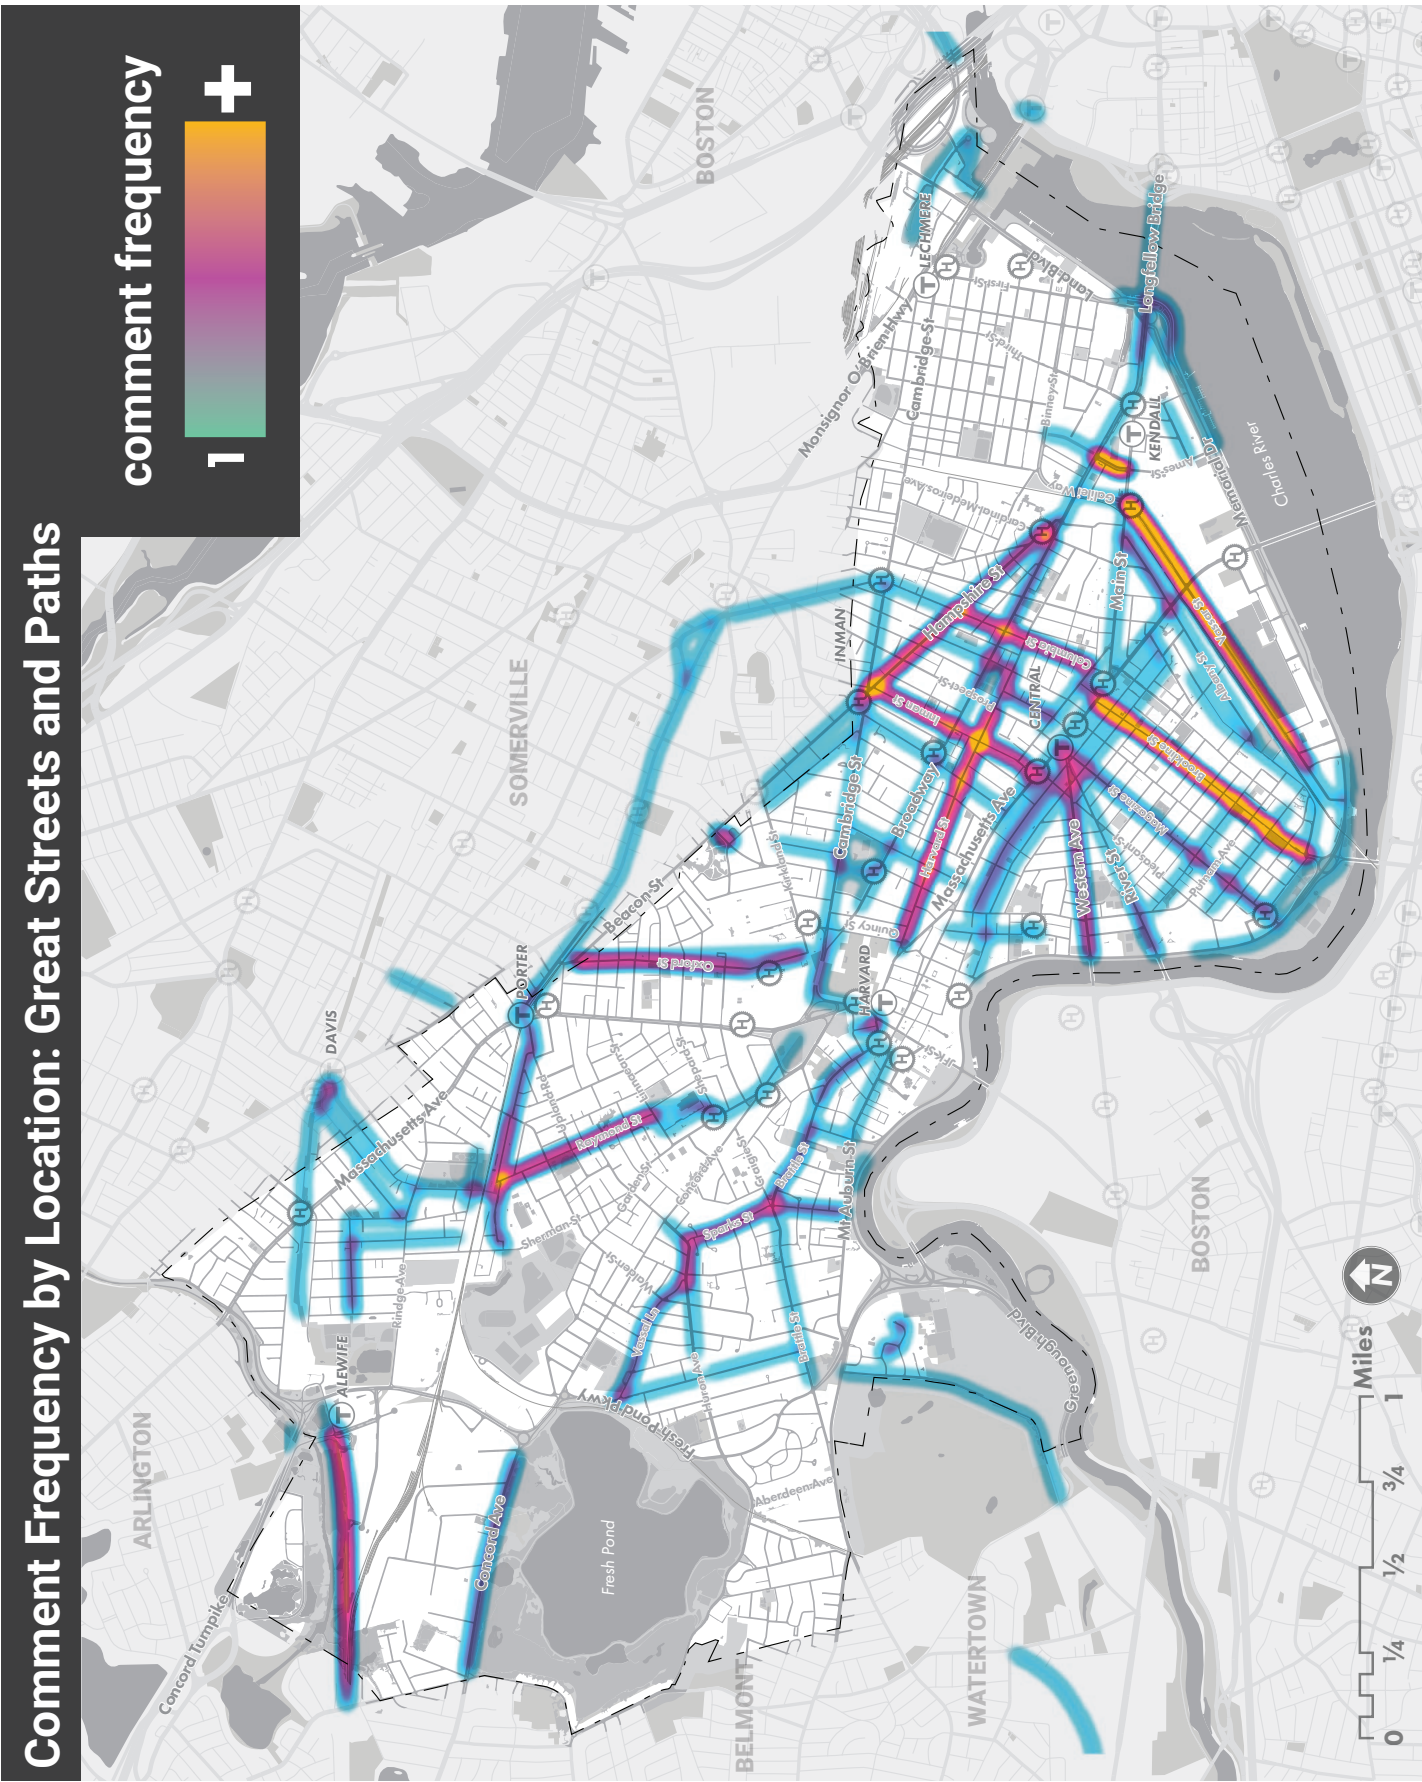 Comment Frequency by Location: Great Streets and Paths
comment frequency
1
+
ARLINGTON
SOMERVILLE
BOSTON
BELMONT
WATERTOWN
BOSTON
Concord Turnpike
ALEWIFE
T
DAVIS
Massachusetts Ave
Rindge Ave
H
PORTER
T
H
Beacon St
Oxford St
H
H
Upland Rd
Linnaean St
Shepard St
Raymond St
H
H
Sherman St
Garden St
Concord Ave
Craigie St
Walden St
Sparks St
Vassal Ln
Huron Ave
Brattle St
Brattle St
Mt Auburn St
Fresh Pond Pkwy
Concord Ave
Fresh Pond
Aberdeen Ave
Greenough Blvd
HARVARD
T
H
H
H
JFK St
Quincy St
Kirkland St
H
Cambridge St
Broadway
H
H
Harvard St
Massachusetts Ave
H
H
Western Ave
River St
Pleasant St
Putnam Ave
Magazine St
H
Brookline St
INMAN
H
H
Inman St
Prospect St
Hampshire St
H
Columbia St
CENTRAL
T
H
H
H
Main St
Albany St
Vassar St
H
H
Cardinal Medeiros Ave
Galilei Way
Binney St
Third St
First St
Cambridge St
Monsignor O'Brien Hwy
LECHMERE
T
H
H
Land Blvd
Longfellow Bridge
KENDALL
T
H
Ames St
Memorial Dr
Charles River
N
Miles
0
1/4
1/2
3/4
1